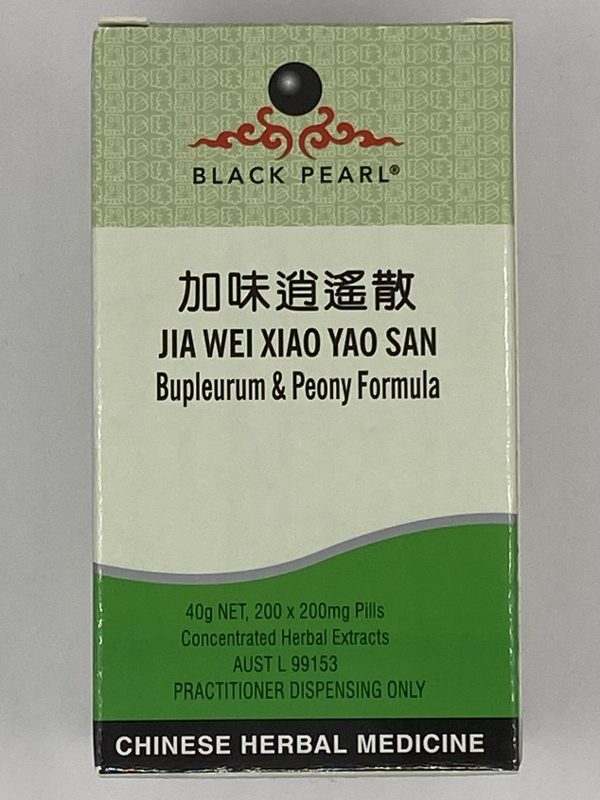 BLACK PEARL®
加味逍遙散
JIA WEI XIAO YAO SAN
Bupleurum & Peony Formula
40g NET, 200 x 200mg Pills
Concentrated Herbal Extracts
AUST L 99153
PRACTITIONER DISPENSING ONLY
CHINESE HERBAL MEDICINE